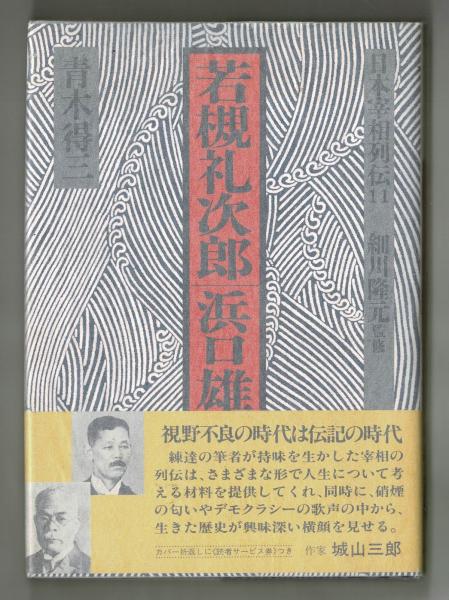 日本宰相列伝11
細川隆元監修
若槻礼次郎
浜口雄
青木得三
視野不良の時代は伝記の時代
練達の筆者が持味を生かした宰相の
列伝は、さまざまな形で人生について考
える材料を提供してくれ、同時に、硝煙
の匂いやデモクラシーの歌声の中から、
生きた歴史が興味深い横顔を見せる。
カバー折返しに《読者サービス券》つき
作家 城山三郎